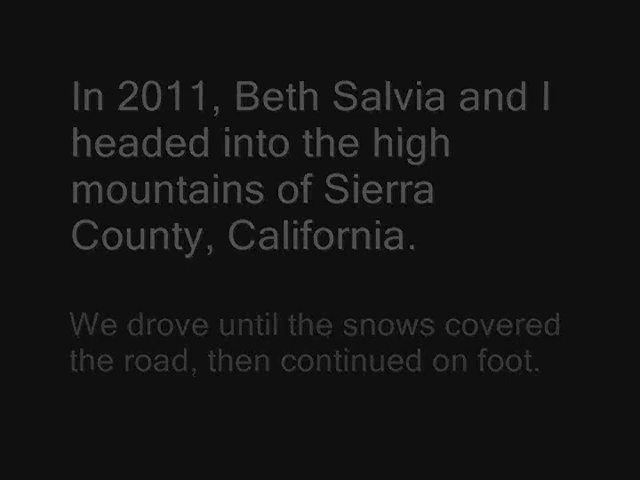 In 2011, Beth Salvia and I
headed into the high
mountains of Sierra
County, California.
We drove until the snows covered
the road, then continued on foot.